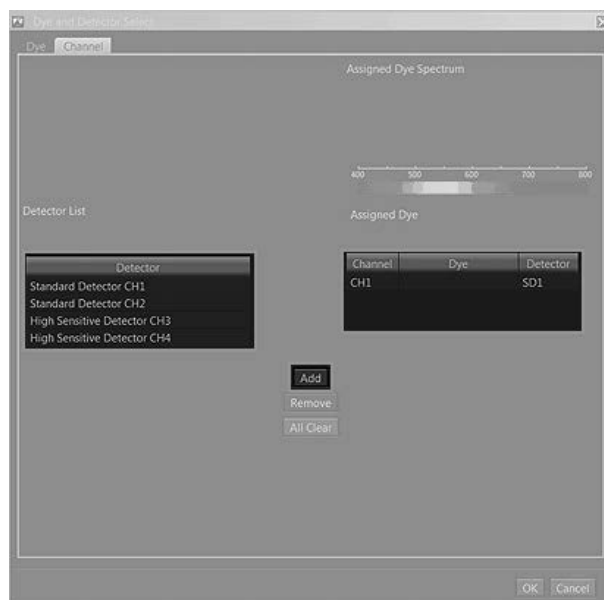 Dye and Detector Select
Dye Channel
Assigned Dye Spectrum
400 500 600 700 800
Detector List
Assigned Dye
Detector
Standard Detector CH1
Standard Detector CH2
High Sensitive Detector CH3
High Sensitive Detector CH4
Channel Dye Detector
CH1 SD1
Add
Remove
All Clear
OK Cancel